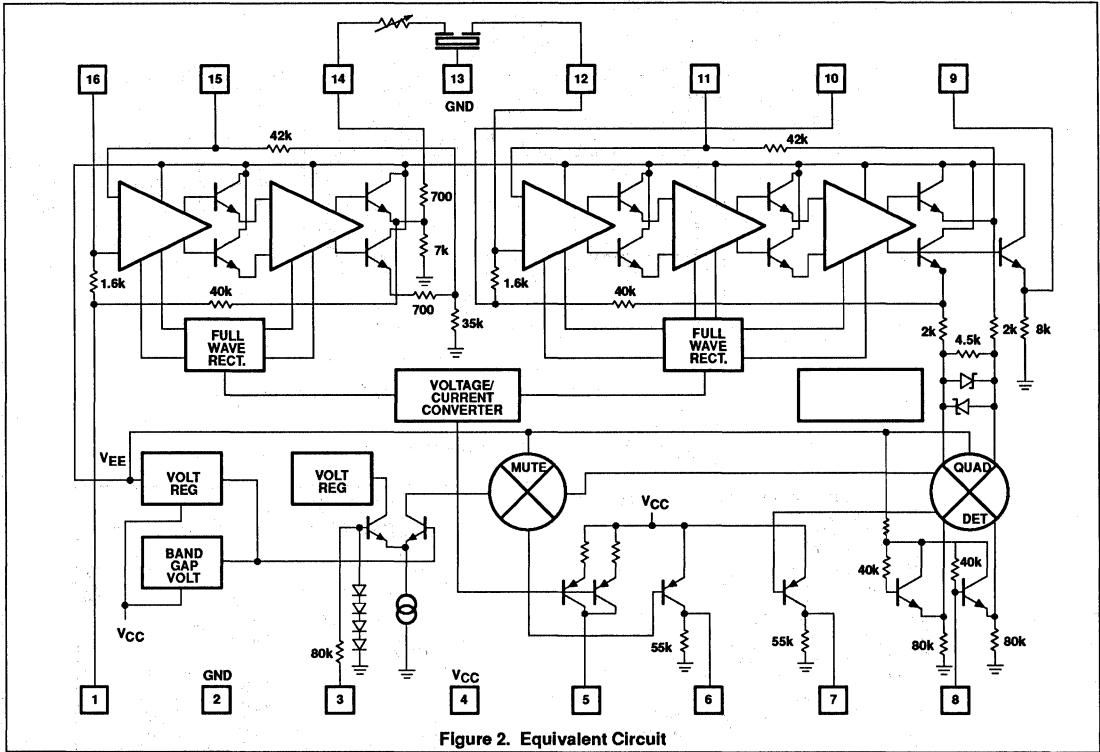 16
15
14
13
12
11
10
9
GND
42k
42k
700
7k
1.6k
40k
700
35k
1.6k
40k
2k
2k
8k
4.5k
FULL
WAVE
RECT.
FULL
WAVE
RECT.
VOLTAGE/
CURRENT
CONVERTER
VEE
VOLT
REG
VOLT
REG
MUTE
QUAD
DET
VCC
BAND
GAP
VOLT
VCC
40k
40k
80k
55k
55k
80k
80k
GND
VCC
1
2
3
4
5
6
7
8
Figure 2. Equivalent Circuit